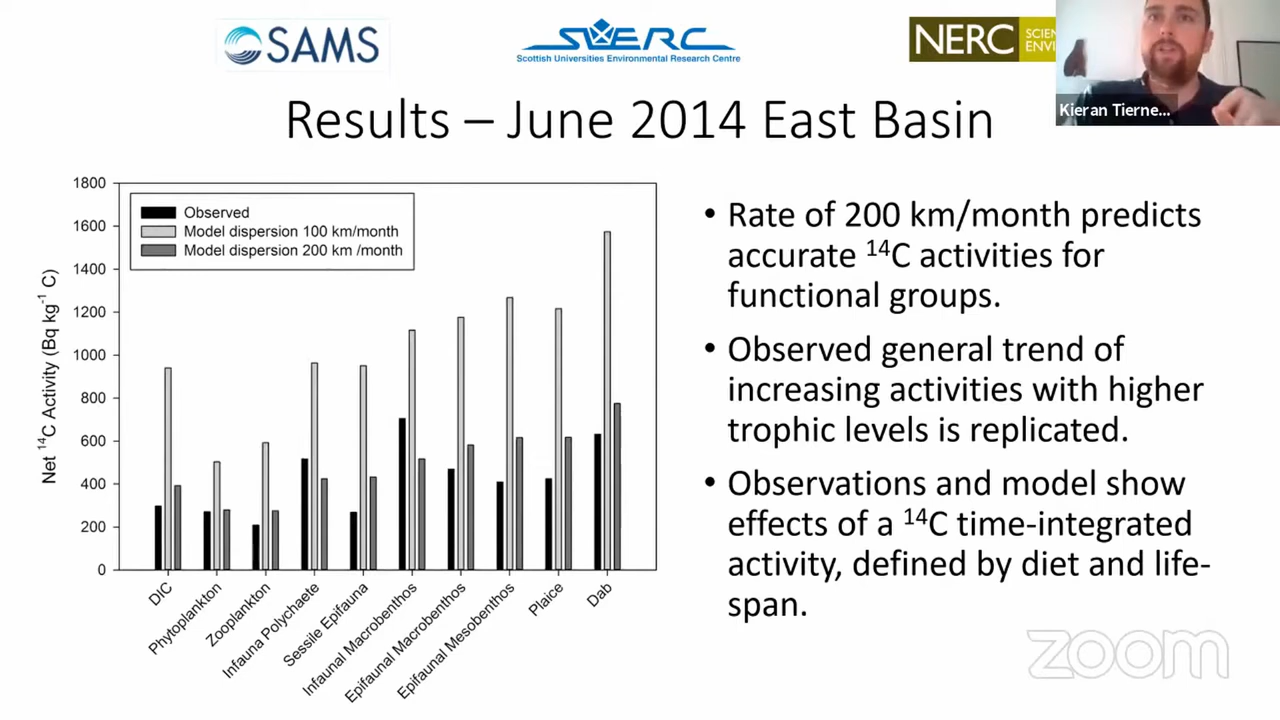 SAMS
SUERC
Scottish Universities Environmental Research Centre
NERC
SCIEN
ENVI
Kieran Tierne...
Results – June 2014 East Basin
Net ¹⁴C Activity (Bq kg⁻¹ C)
1800
1600
1400
1200
1000
800
600
400
200
0
Observed
Model dispersion 100 km/month
Model dispersion 200 km /month
DIC
Phytoplankton
Zooplankton
Infauna Polychaete
Sessile Epifauna
Infaunal Macrobenthos
Epifaunal Macrobenthos
Epifaunal Mesobenthos
Plaice
Dab
• Rate of 200 km/month predicts
accurate ¹⁴C activities for
functional groups.
• Observed general trend of
increasing activities with higher
trophic levels is replicated.
• Observations and model show
effects of a ¹⁴C time-integrated
activity, defined by diet and life-
span.
zoom